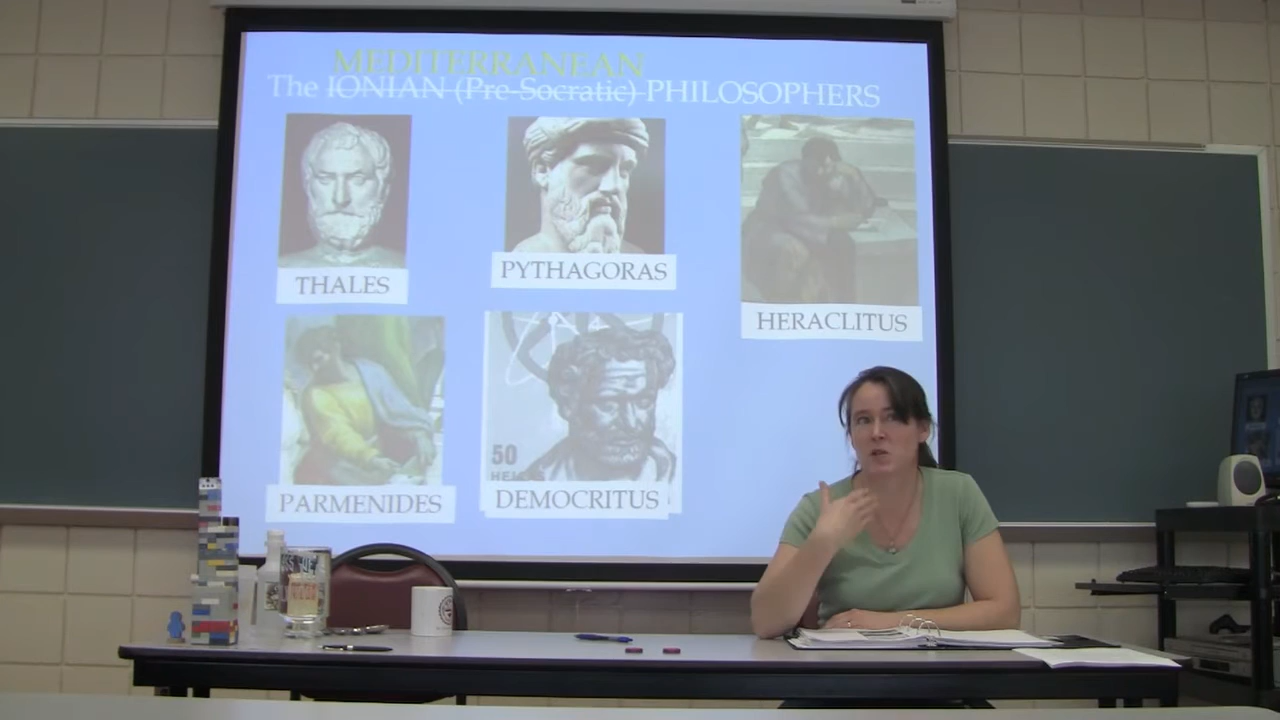 MEDITERRANEAN
The IONIAN (Pre-Socratic) PHILOSOPHERS
THALES
PYTHAGORAS
HERACLITUS
50
PARMENIDES
DEMOCRITUS